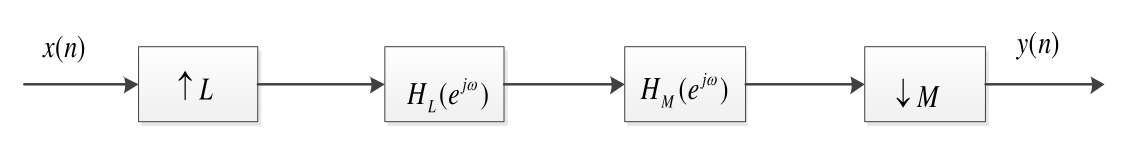 x(n)
↑ L
H_L(e^{jω})
H_M(e^{jω})
↓ M
y(n)